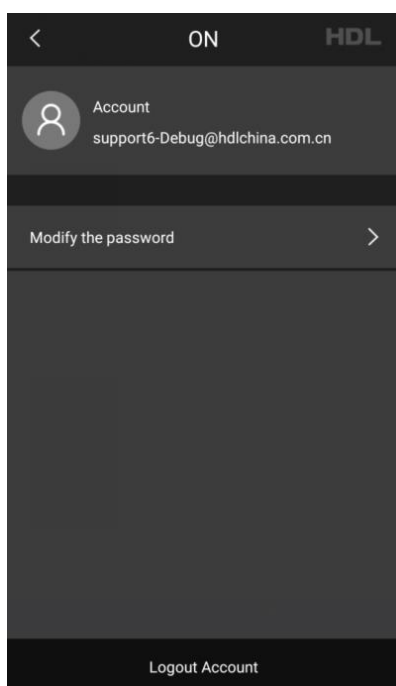 ON
HDL
Account
support6-Debug@hdlchina.com.cn
Modify the password
Logout Account